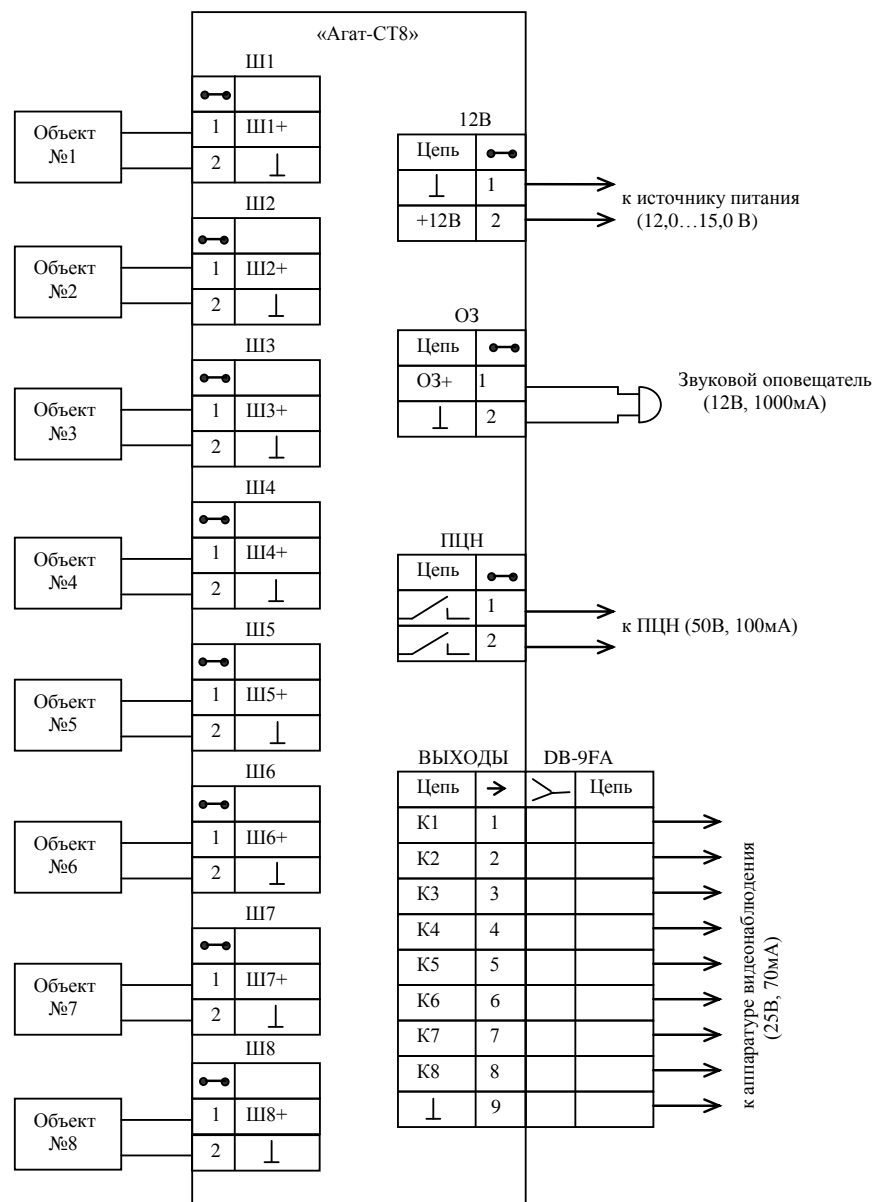 «Агат-СТ8»
Ш1
Объект
№1
1 Ш1+
2 ⊥
Ш2
Объект
№2
1 Ш2+
2 ⊥
Ш3
Объект
№3
1 Ш3+
2 ⊥
Ш4
Объект
№4
1 Ш4+
2 ⊥
Ш5
Объект
№5
1 Ш5+
2 ⊥
Ш6
Объект
№6
1 Ш6+
2 ⊥
Ш7
Объект
№7
1 Ш7+
2 ⊥
Ш8
Объект
№8
1 Ш8+
2 ⊥
12В
Цепь
⊥ 1
+12В 2
к источнику питания
(12,0…15,0 В)
ОЗ
Цепь
ОЗ+ 1
⊥ 2
Звуковой оповещатель
(12В, 1000мА)
ПЦН
Цепь
1
2
к ПЦН (50В, 100мА)
ВЫХОДЫ DB-9FA
Цепь Цепь
К1 1
К2 2
К3 3
К4 4
К5 5
К6 6
К7 7
К8 8
⊥ 9
к аппаратуре видеонаблюдения
(25В, 70мА)